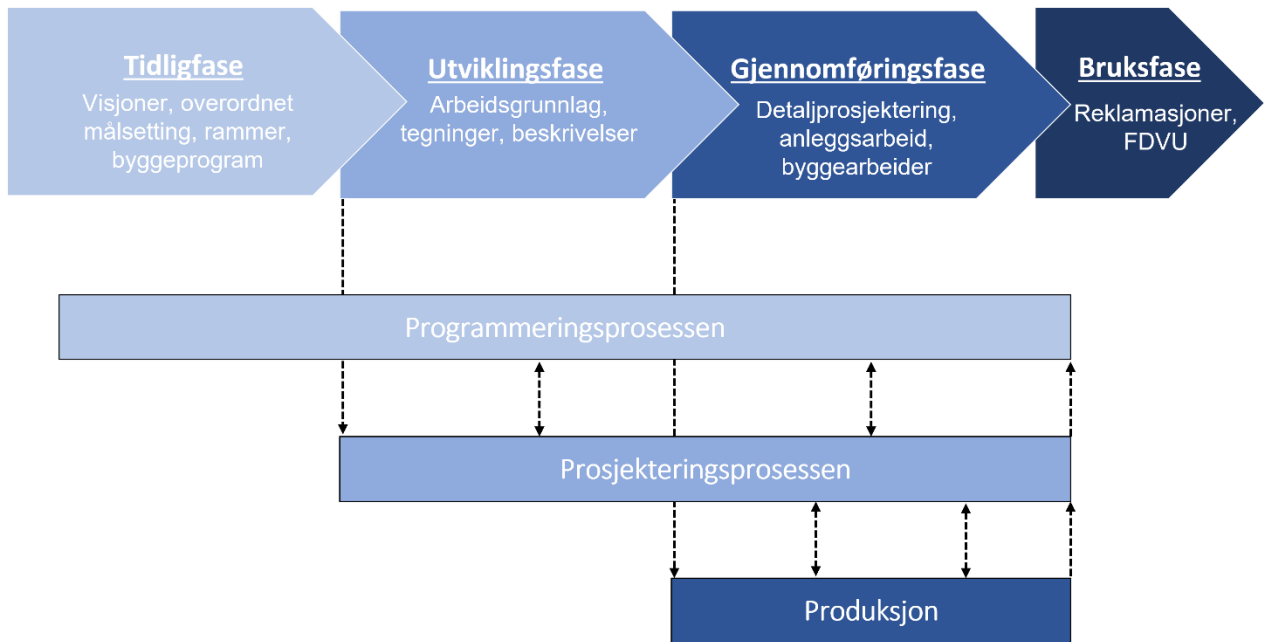 Tidligfase
Visjoner, overordnet
målsetting, rammer,
byggeprogram
Utviklingsfase
Arbeidsgrunnlag,
tegninger, beskrivelser
Gjennomføringsfase
Detaljprosjektering,
anleggsarbeid,
byggearbeider
Bruksfase
Reklamasjoner,
FDVU
Programmeringsprosessen
Prosjekteringsprosessen
Produksjon